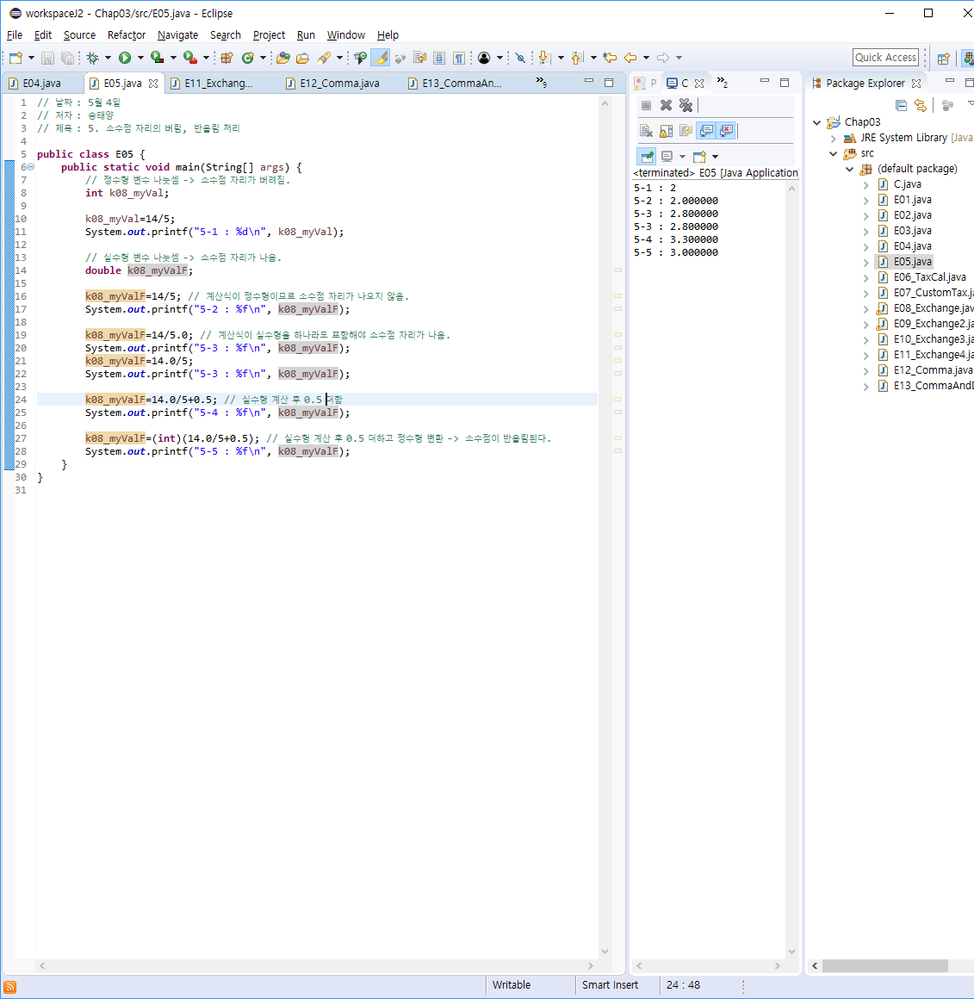 workspaceJ2 - Chap03/src/E05.java - Eclipse
File Edit Source Refactor Navigate Search Project Run Window Help
Quick Access
E04.java E05.java E11_Exchang... E12_Comma.java E13_CommaAn... »9
1 // 날짜 : 5월 4일
2 // 저자 : 송태양
3 // 제목 : 5. 소수점 자리의 버림, 반올림 처리
4
5 public class E05 {
6 public static void main(String[] args) {
7 // 정수형 변수 나눗셈 -> 소수점 자리가 버려짐.
8 int k08_myVal;
9
10 k08_myVal=14/5;
11 System.out.printf("5-1 : %d\n", k08_myVal);
12
13 // 실수형 변수 나눗셈 -> 소수점 자리가 나옴.
14 double k08_myValF;
15
16 k08_myValF=14/5; // 계산식이 정수형이므로 소수점 자리가 나오지 않음.
17 System.out.printf("5-2 : %f\n", k08_myValF);
18
19 k08_myValF=14/5.0; // 계산식이 실수형을 하나라도 포함해야 소수점 자리가 나옴.
20 System.out.printf("5-3 : %f\n", k08_myValF);
21 k08_myValF=14.0/5;
22 System.out.printf("5-3 : %f\n", k08_myValF);
23
24 k08_myValF=14.0/5+0.5; // 실수형 계산 후 0.5 더함
25 System.out.printf("5-4 : %f\n", k08_myValF);
26
27 k08_myValF=(int)(14.0/5+0.5); // 실수형 계산 후 0.5 더하고 정수형 변환 -> 소수점이 반올림된다.
28 System.out.printf("5-5 : %f\n", k08_myValF);
29 }
30 }
31
P C »2
<terminated> E05 [Java Application]
5-1 : 2
5-2 : 2.000000
5-3 : 2.800000
5-3 : 2.800000
5-4 : 3.300000
5-5 : 3.000000
Package Explorer
Chap03
JRE System Library [Java
src
(default package)
C.java
E01.java
E02.java
E03.java
E04.java
E05.java
E06_TaxCal.java
E07_CustomTax.ja
E08_Exchange.jav
E09_Exchange2.ja
E10_Exchange3.ja
E11_Exchange4.ja
E12_Comma.java
E13_CommaAndD
Writable Smart Insert 24 : 48